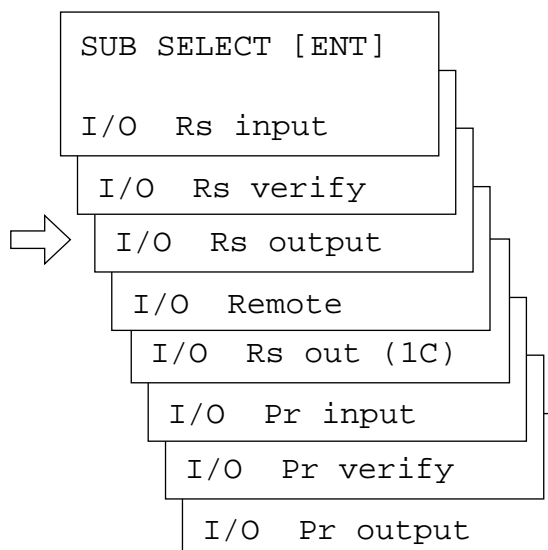 SUB SELECT [ENT]
I/O Rs input
I/O Rs verify
I/O Rs output
I/O Remote
I/O Rs out (1C)
I/O Pr input
I/O Pr verify
I/O Pr output